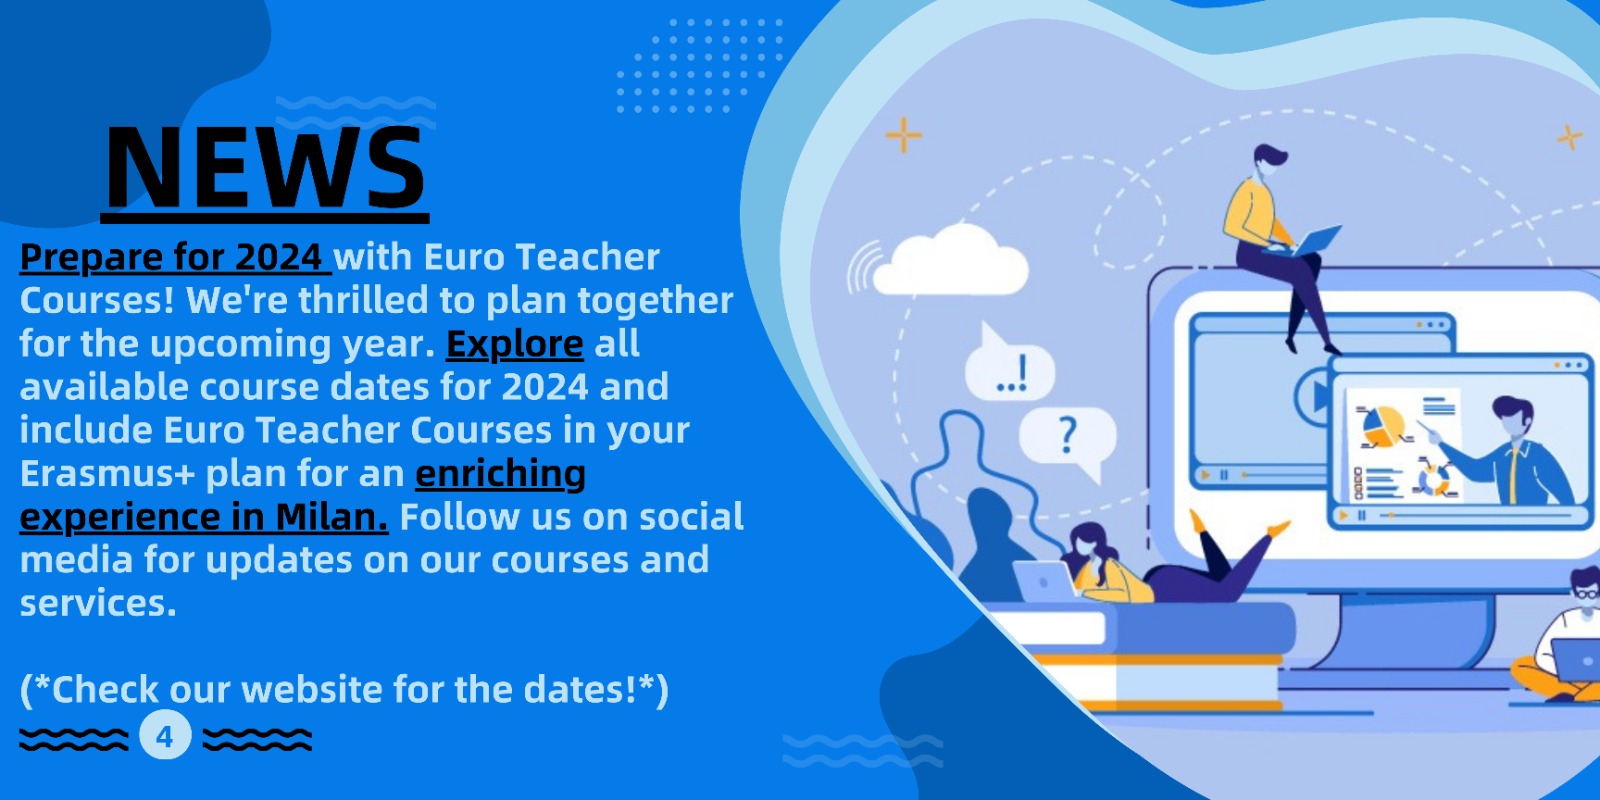 NEWS
Prepare for 2024 with Euro Teacher
Courses! We're thrilled to plan together
for the upcoming year. Explore all
available course dates for 2024 and
include Euro Teacher Courses in your
Erasmus+ plan for an enriching
experience in Milan. Follow us on social
media for updates on our courses and
services.
(*Check our website for the dates!*)
4
..!
?